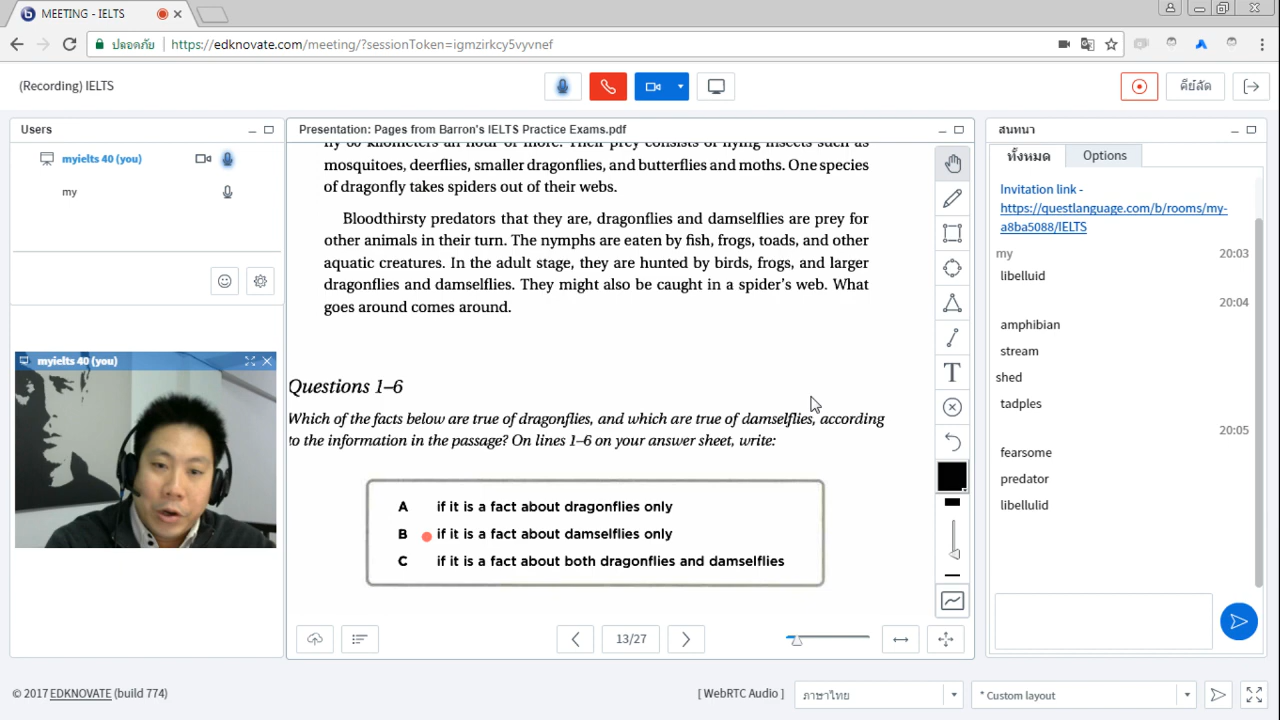 MEETING - IELTS
ปลอดภัย
https://edknovate.com/meeting/?sessionToken=igmzirkcy5vyvnef
(Recording) IELTS
คีย์ลัด
Users
myielts 40 (you)
my
myielts 40 (you)
Presentation: Pages from Barron's IELTS Practice Exams.pdf
mosquitoes, deerflies, smaller dragonflies, and butterflies and moths. One species
of dragonfly takes spiders out of their webs.
Bloodthirsty predators that they are, dragonflies and damselflies are prey for
other animals in their turn. The nymphs are eaten by fish, frogs, toads, and other
aquatic creatures. In the adult stage, they are hunted by birds, frogs, and larger
dragonflies and damselflies. They might also be caught in a spider's web. What
goes around comes around.
Questions 1–6
Which of the facts below are true of dragonflies, and which are true of damselflies, according
to the information in the passage? On lines 1–6 on your answer sheet, write:
A if it is a fact about dragonflies only
B if it is a fact about damselflies only
C if it is a fact about both dragonflies and damselflies
T
13/27
สนทนา
ทั้งหมด
Options
Invitation link -
https://questlanguage.com/b/rooms/my-
a8ba5088/IELTS
my 20:03
libelluid
20:04
amphibian
stream
shed
tadples
20:05
fearsome
predator
libellulid
© 2017 EDKNOVATE (build 774)
[ WebRTC Audio ]
ภาษาไทย
* Custom layout